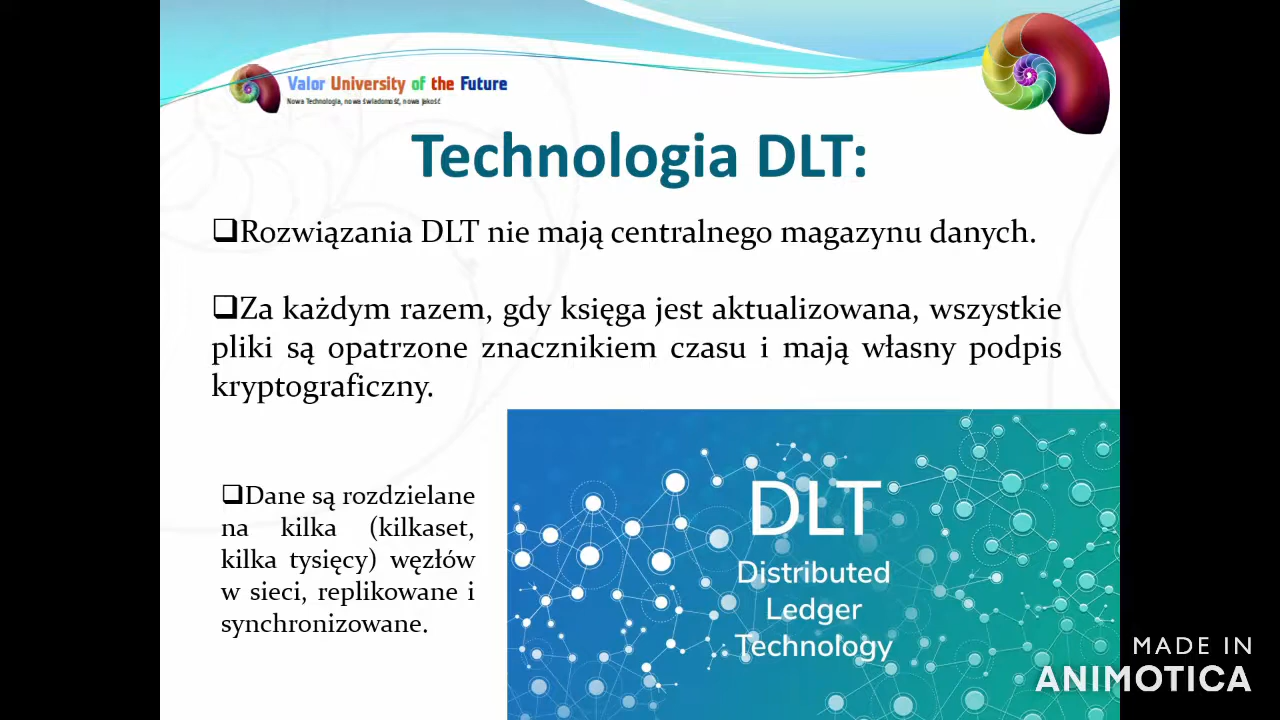 Valor University of the Future
Nowa Technologia, nowa świadomość, nowa jakość
Technologia DLT:
❑Rozwiązania DLT nie mają centralnego magazynu danych.
❑Za każdym razem, gdy księga jest aktualizowana, wszystkie
pliki są opatrzone znacznikiem czasu i mają własny podpis
kryptograficzny.
❑Dane są rozdzielane
na kilka (kilkaset,
kilka tysięcy) węzłów
w sieci, replikowane i
synchronizowane.
DLT
Distributed
Ledger
Technology
MADE IN
ANIMOTICA